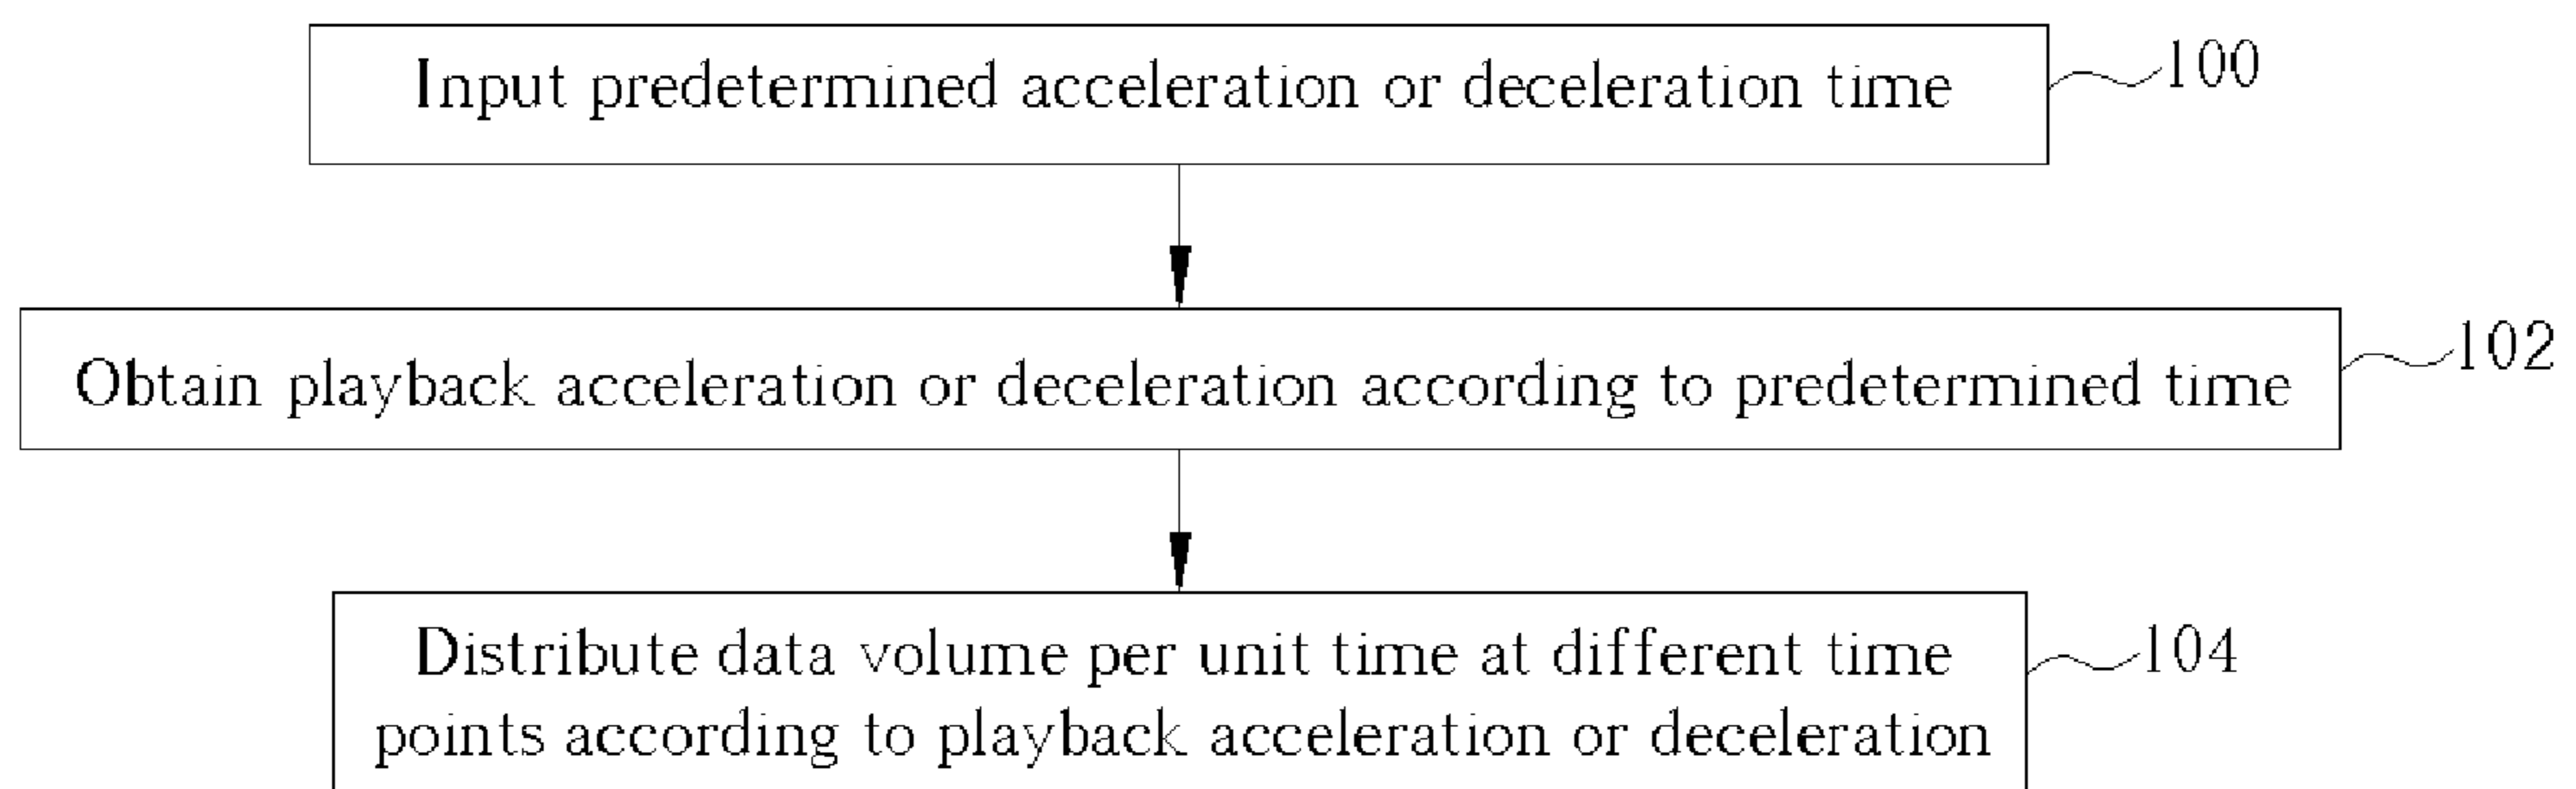 Input predetermined acceleration or deceleration time
100
Obtain playback acceleration or deceleration according to predetermined time
102
Distribute data volume per unit time at different time
points according to playback acceleration or deceleration
104